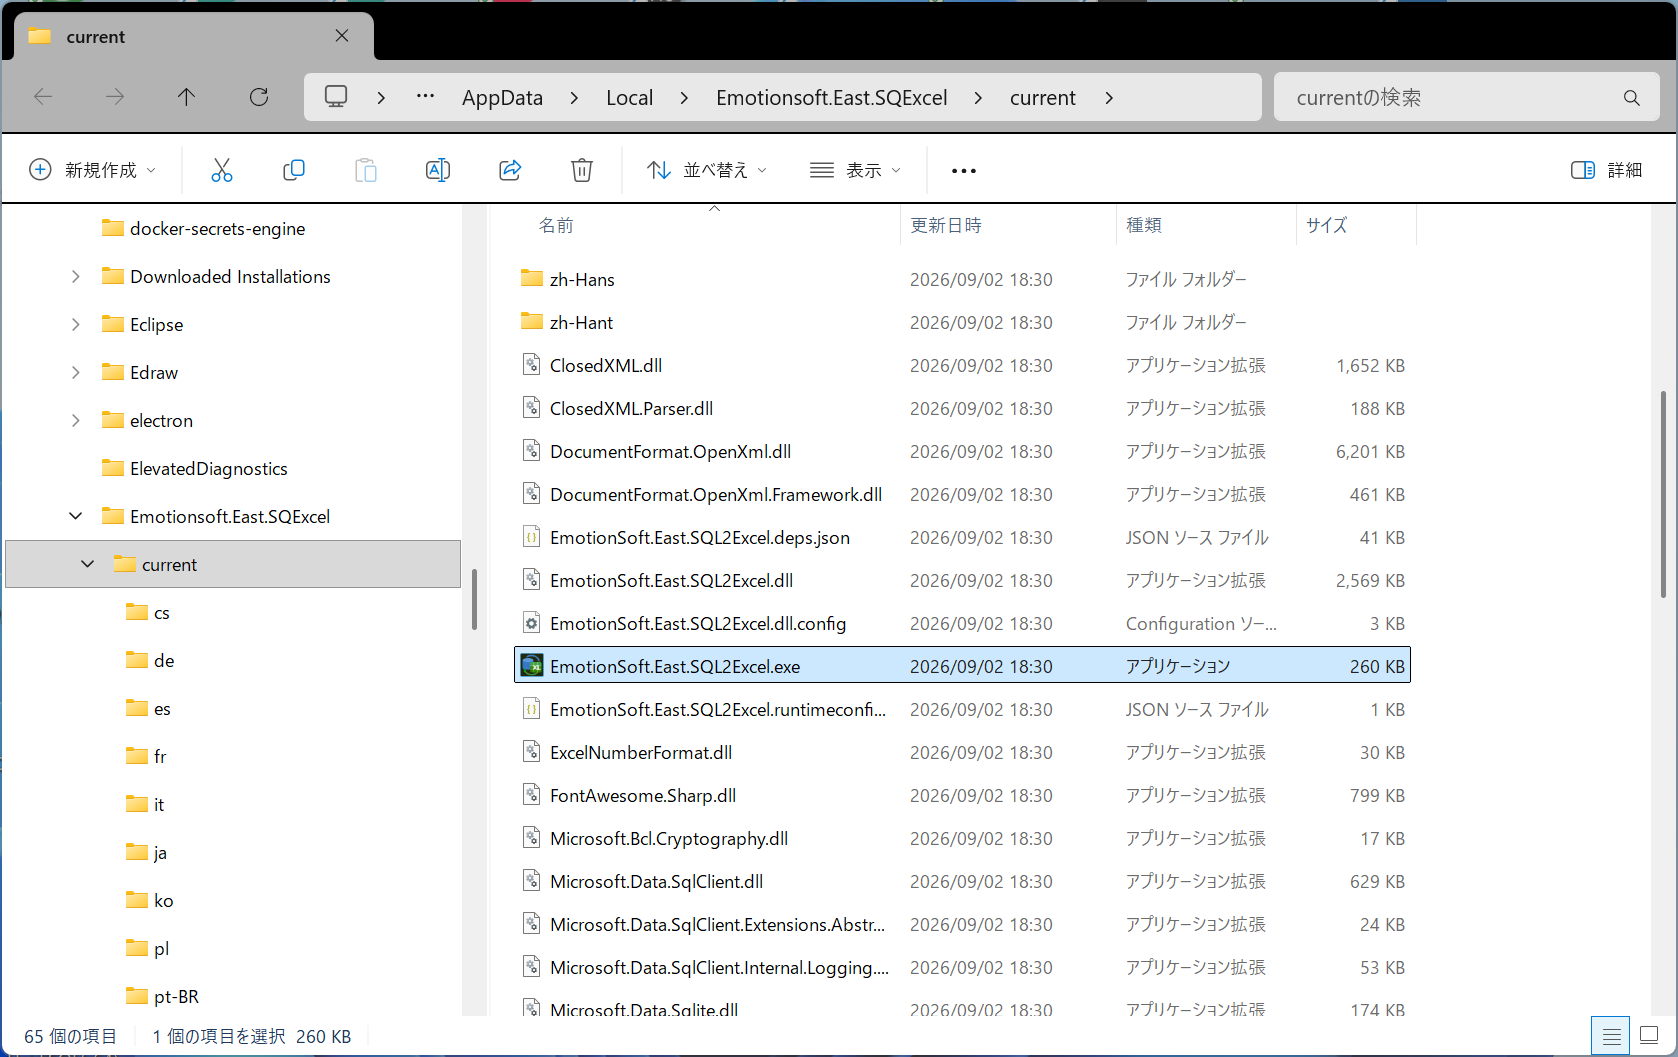 current
AppData Local Emotionsoft.East.SQExcel current
currentの検索
新規作成
並べ替え
表示
詳細
docker-secrets-engine
Downloaded Installations
Eclipse
Edraw
electron
ElevatedDiagnostics
Emotionsoft.East.SQExcel
current
cs
de
es
fr
it
ja
ko
pl
pt-BR
名前 更新日時 種類 サイズ
zh-Hans 2026/09/02 18:30 ファイル フォルダー
zh-Hant 2026/09/02 18:30 ファイル フォルダー
ClosedXML.dll 2026/09/02 18:30 アプリケーション拡張 1,652 KB
ClosedXML.Parser.dll 2026/09/02 18:30 アプリケーション拡張 188 KB
DocumentFormat.OpenXml.dll 2026/09/02 18:30 アプリケーション拡張 6,201 KB
DocumentFormat.OpenXml.Framework.dll 2026/09/02 18:30 アプリケーション拡張 461 KB
EmotionSoft.East.SQL2Excel.deps.json 2026/09/02 18:30 JSON ソース ファイル 41 KB
EmotionSoft.East.SQL2Excel.dll 2026/09/02 18:30 アプリケーション拡張 2,569 KB
EmotionSoft.East.SQL2Excel.dll.config 2026/09/02 18:30 Configuration ソー... 3 KB
EmotionSoft.East.SQL2Excel.exe 2026/09/02 18:30 アプリケーション 260 KB
EmotionSoft.East.SQL2Excel.runtimeconfi... 2026/09/02 18:30 JSON ソース ファイル 1 KB
ExcelNumberFormat.dll 2026/09/02 18:30 アプリケーション拡張 30 KB
FontAwesome.Sharp.dll 2026/09/02 18:30 アプリケーション拡張 799 KB
Microsoft.Bcl.Cryptography.dll 2026/09/02 18:30 アプリケーション拡張 17 KB
Microsoft.Data.SqlClient.dll 2026/09/02 18:30 アプリケーション拡張 629 KB
Microsoft.Data.SqlClient.Extensions.Abstr... 2026/09/02 18:30 アプリケーション拡張 24 KB
Microsoft.Data.SqlClient.Internal.Logging.... 2026/09/02 18:30 アプリケーション拡張 53 KB
Microsoft.Data.Sqlite.dll 2026/09/02 18:30 アプリケーション拡張 174 KB
65 個の項目 1 個の項目を選択 260 KB